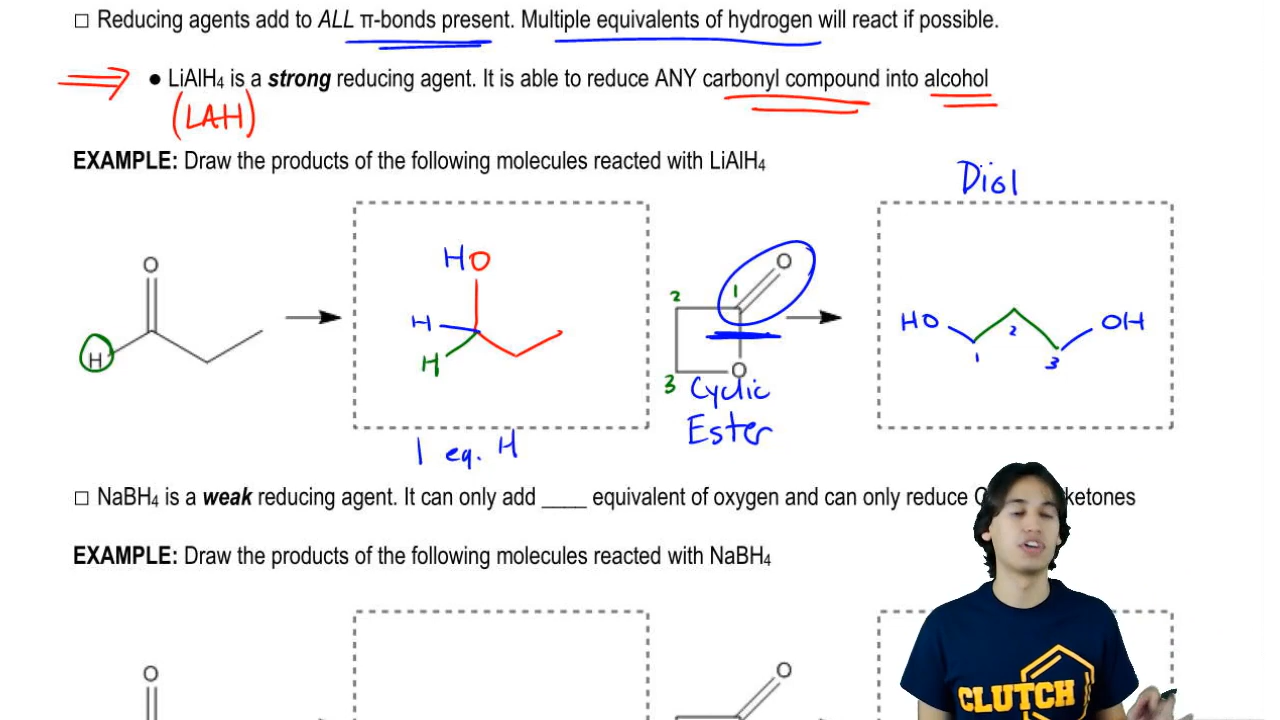 □ Reducing agents add to ALL π-bonds present. Multiple equivalents of hydrogen will react if possible.
● LiAlH₄ is a strong reducing agent. It is able to reduce ANY carbonyl compound into alcohol
(LAH)
EXAMPLE: Draw the products of the following molecules reacted with LiAlH₄
Diol
O
H
HO
H
H
1 eq. H
O
1
2
3
O
Cyclic
Ester
HO
OH
1
2
3
□ NaBH₄ is a weak reducing agent. It can only add ____ equivalent of oxygen and can only reduce ketones
EXAMPLE: Draw the products of the following molecules reacted with NaBH₄
O
O
CLUTCH